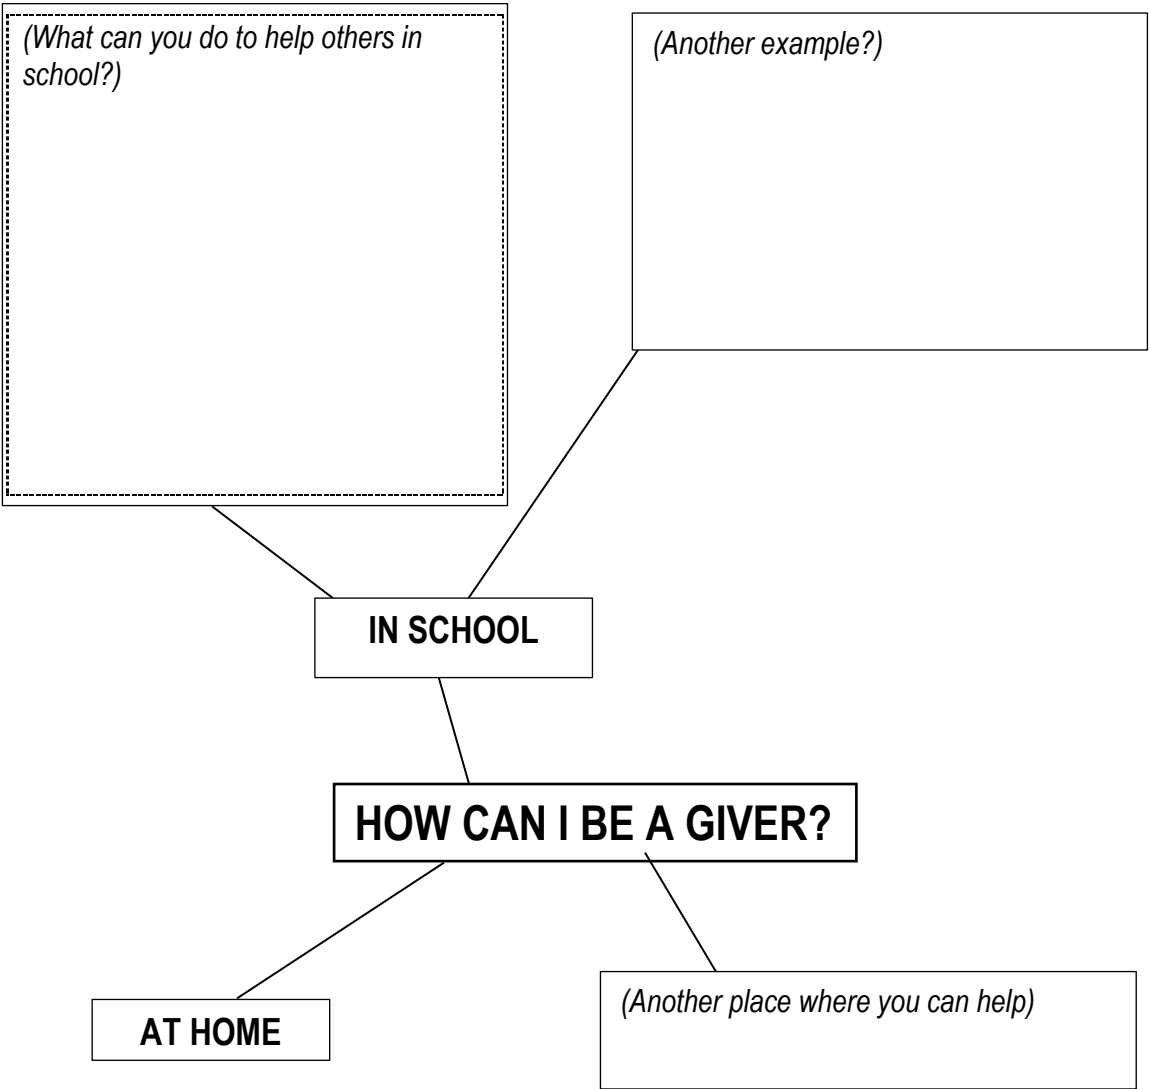 (What can you do to help others in
school?)
(Another example?)
IN SCHOOL
HOW CAN I BE A GIVER?
AT HOME
(Another place where you can help)